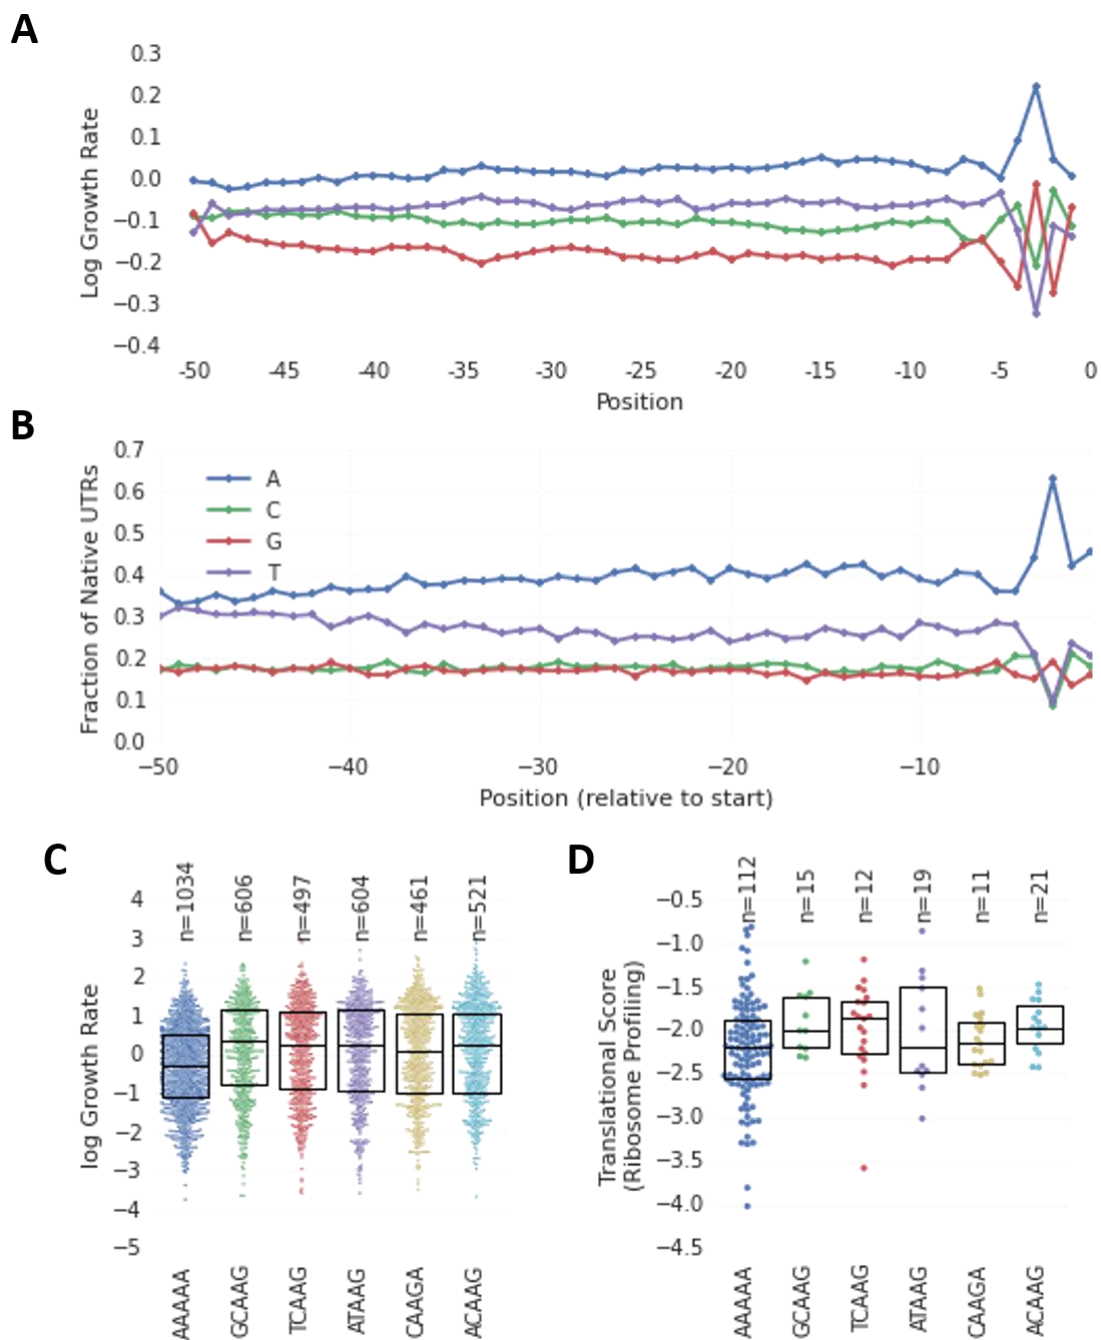 A
Log Growth Rate
0.3
0.2
0.1
0.0
−0.1
−0.2
−0.3
−0.4
-50 -45 -40 -35 -30 -25 -20 -15 -10 -5 0
Position
B
Fraction of Native UTRs
0.7
0.6
0.5
0.4
0.3
0.2
0.1
0.0
A
C
G
T
−50 −40 −30 −20 −10
Position (relative to start)
C
log Growth Rate
4
3
2
1
0
−1
−2
−3
−4
−5
n=1034 n=606 n=497 n=604 n=461 n=521
AAAAA GCAAG TCAAG ATAAG CAAGA ACAAG
D
Translational Score
(Ribosome Profiling)
−0.5
−1.0
−1.5
−2.0
−2.5
−3.0
−3.5
−4.0
−4.5
n=112 n=15 n=12 n=19 n=11 n=21
AAAAA GCAAG TCAAG ATAAG CAAGA ACAAG